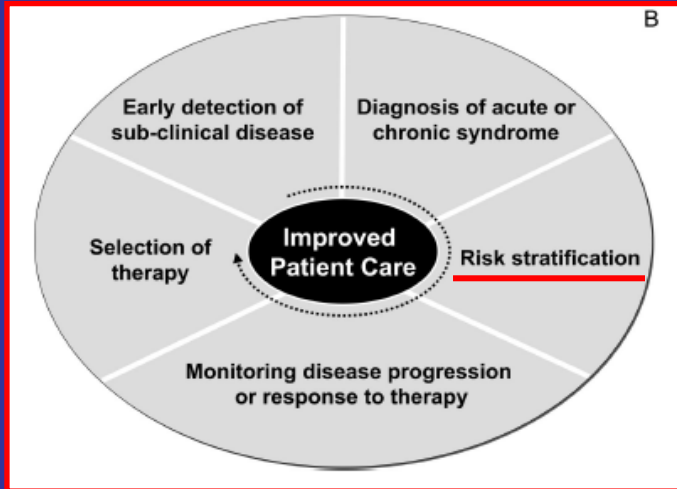 B
Early detection of
sub-clinical disease
Diagnosis of acute or
chronic syndrome
Selection of
therapy
Improved
Patient Care
Risk stratification
Monitoring disease progression
or response to therapy